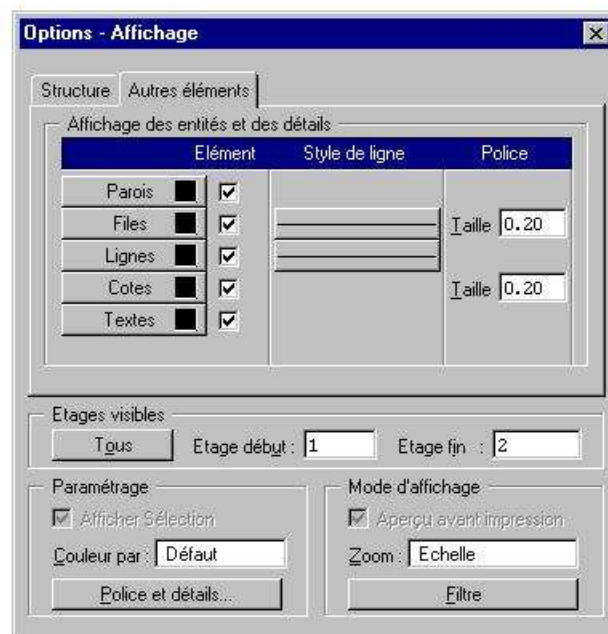 Options - Affichage
Structure Autres éléments
Affichage des entités et des détails
Elément Style de ligne Police
Parois
Files Taille 0.20
Lignes
Cotes Taille 0.20
Textes
Etages visibles
Tous Etage début : 1 Etage fin : 2
Paramétrage Mode d'affichage
Afficher Sélection Aperçu avant impression
Couleur par : Défaut Zoom : Echelle
Police et détails... Filtre